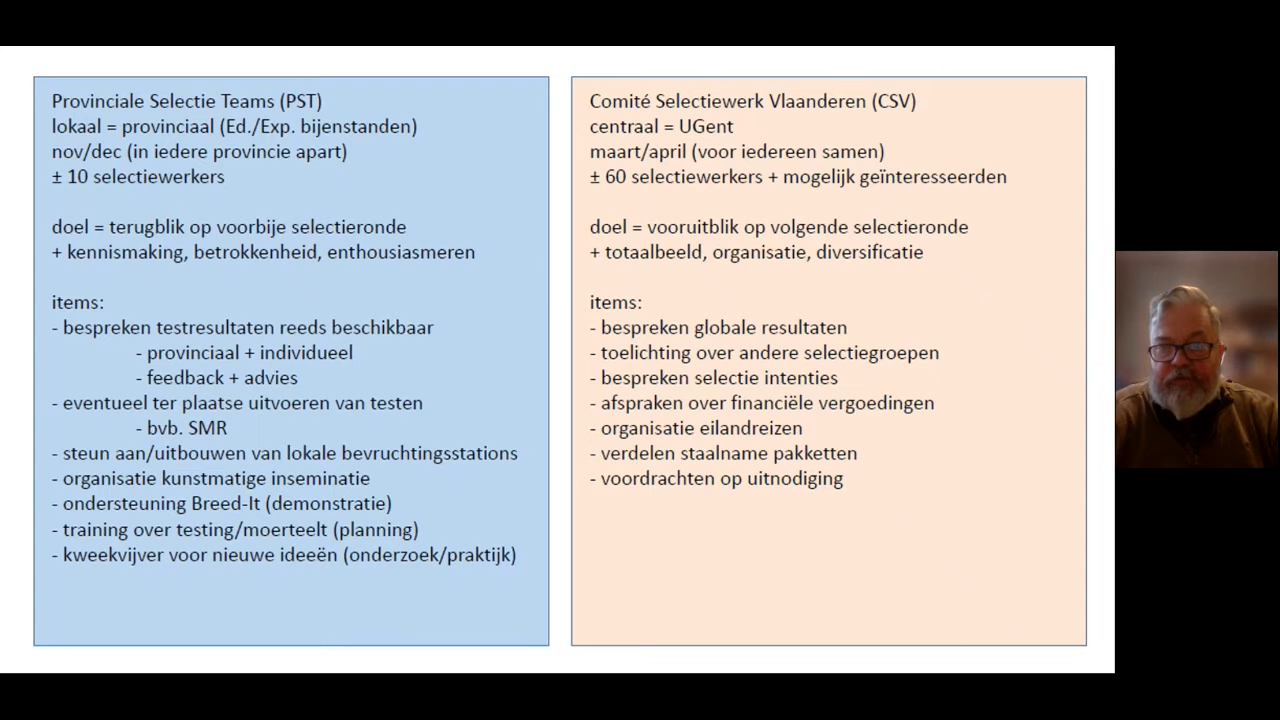 Provinciale Selectie Teams (PST)
lokaal = provinciaal (Ed./Exp. bijenstanden)
nov/dec (in iedere provincie apart)
± 10 selectiewerkers
doel = terugblik op voorbije selectieronde
+ kennismaking, betrokkenheid, enthousiasmeren
items:
- bespreken testresultaten reeds beschikbaar
- provinciaal + individueel
- feedback + advies
- eventueel ter plaatse uitvoeren van testen
- bvb. SMR
- steun aan/uitbouwen van lokale bevruchtingsstations
- organisatie kunstmatige inseminatie
- ondersteuning Breed-It (demonstratie)
- training over testing/moerteelt (planning)
- kweekvijver voor nieuwe ideeën (onderzoek/praktijk)
Comité Selectiewerk Vlaanderen (CSV)
centraal = UGent
maart/april (voor iedereen samen)
± 60 selectiewerkers + mogelijk geïnteresseerden
doel = vooruitblik op volgende selectieronde
+ totaalbeeld, organisatie, diversificatie
items:
- bespreken globale resultaten
- toelichting over andere selectiegroepen
- bespreken selectie intenties
- afspraken over financiële vergoedingen
- organisatie eilandreizen
- verdelen staalname pakketten
- voordrachten op uitnodiging